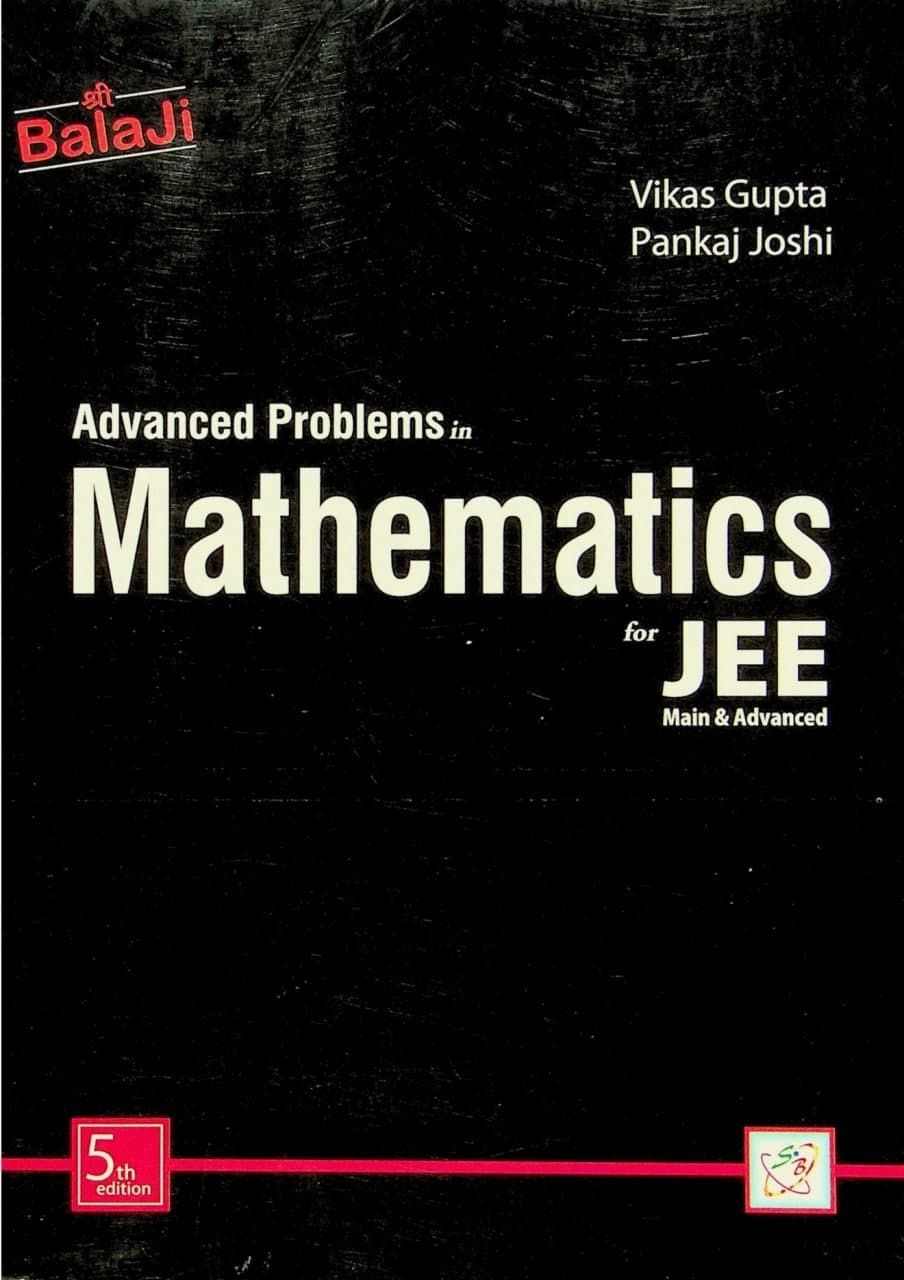 श्री
BalaJi
Vikas Gupta
Pankaj Joshi
Advanced Problems in
Mathematics
for JEE
Main & Advanced
5th
edition
S.B